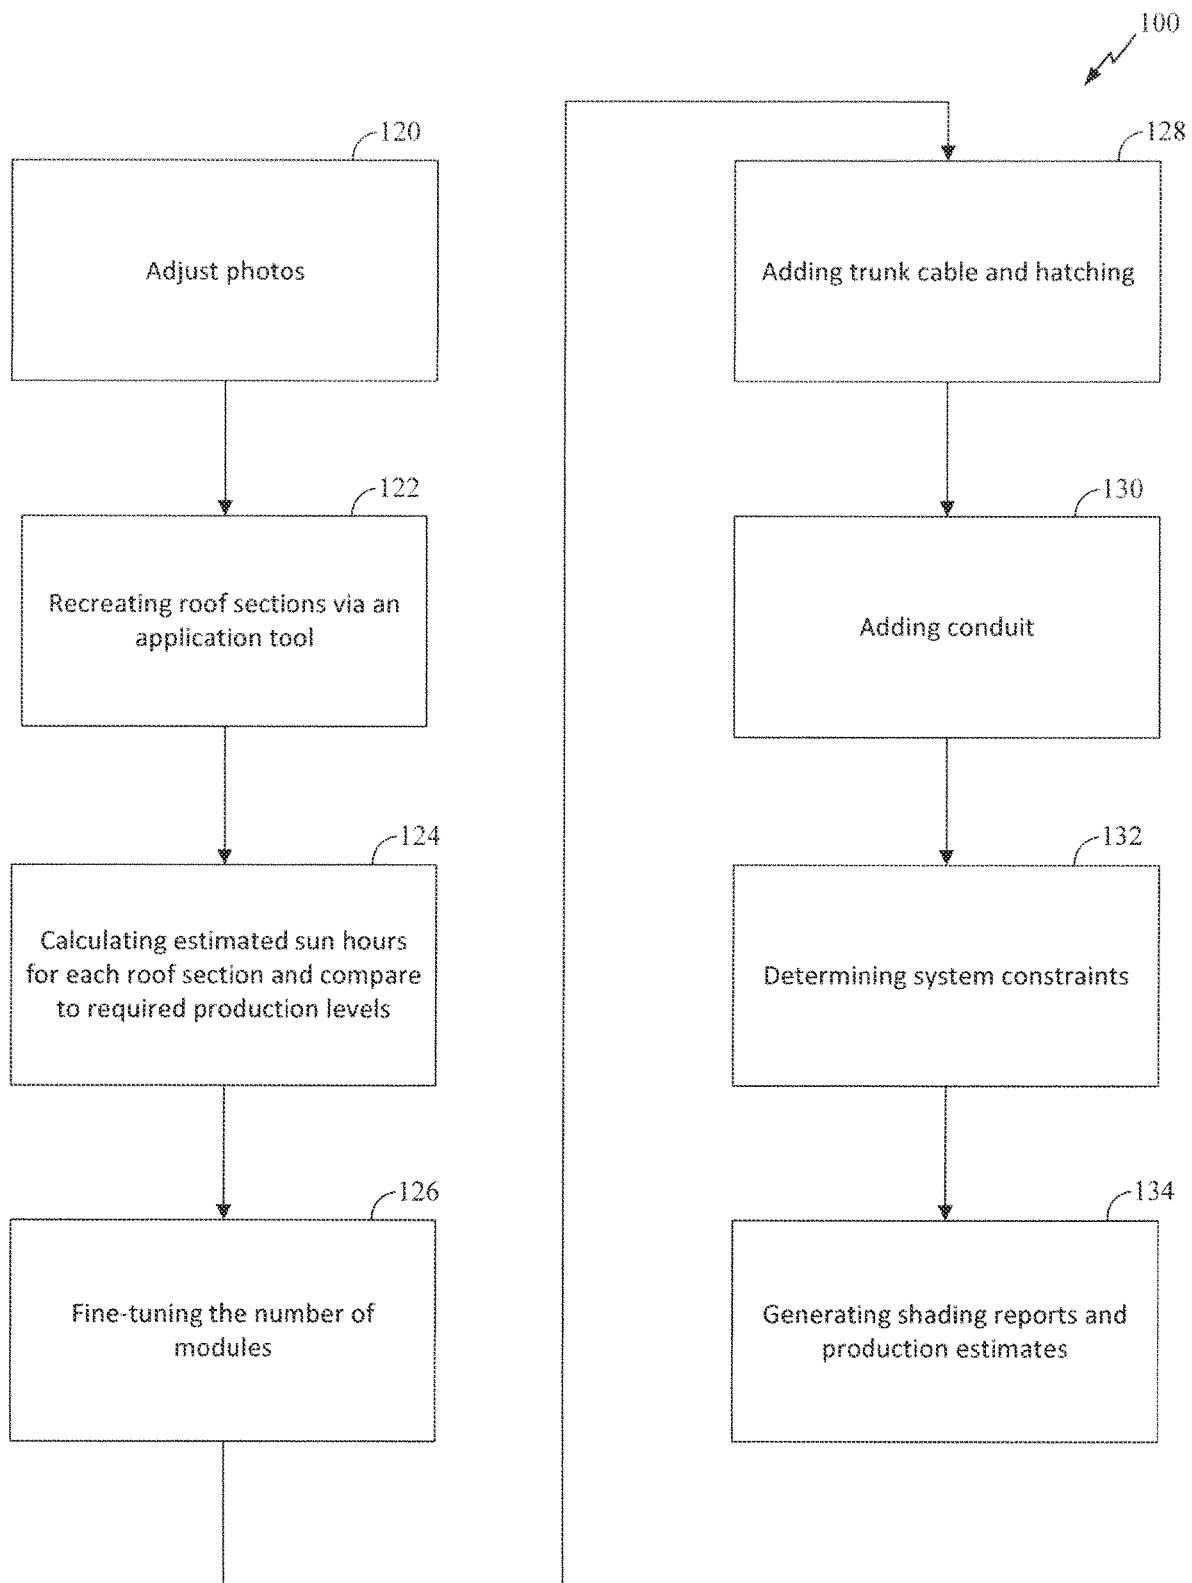 100
120
Adjust photos
122
Recreating roof sections via an
application tool
124
Calculating estimated sun hours
for each roof section and compare
to required production levels
126
Fine-tuning the number of
modules
128
Adding trunk cable and hatching
130
Adding conduit
132
Determining system constraints
134
Generating shading reports and
production estimates